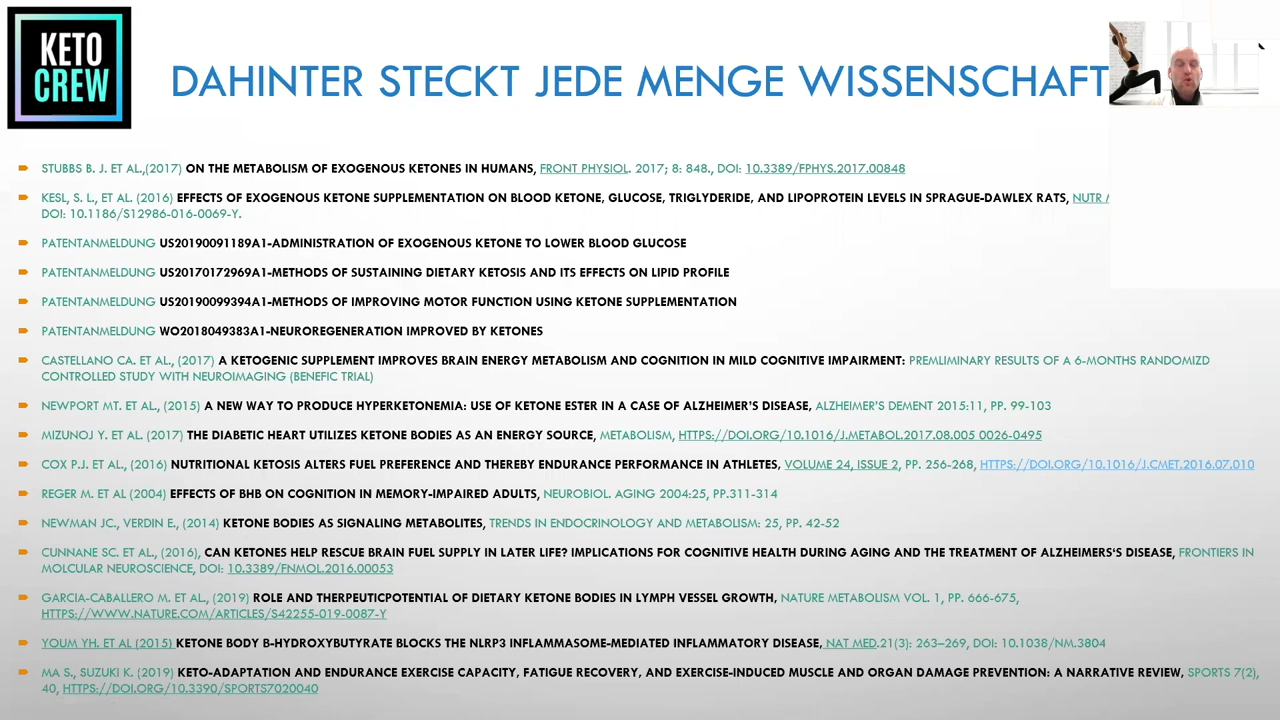 KETO
CREW
DAHINTER STECKT JEDE MENGE WISSENSCHAFT
STUBBS B. J. ET AL.,(2017) ON THE METABOLISM OF EXOGENOUS KETONES IN HUMANS, FRONT PHYSIOL. 2017; 8: 848., DOI: 10.3389/FPHYS.2017.00848
KESL, S. L., ET AL. (2016) EFFECTS OF EXOGENOUS KETONE SUPPLEMENTATION ON BLOOD KETONE, GLUCOSE, TRIGLYDERIDE, AND LIPOPROTEIN LEVELS IN SPRAGUE-DAWLEX RATS, NUTR
DOI: 10.1186/S12986-016-0069-Y.
PATENTANMELDUNG US20190091189A1-ADMINISTRATION OF EXOGENOUS KETONE TO LOWER BLOOD GLUCOSE
PATENTANMELDUNG US20170172969A1-METHODS OF SUSTAINING DIETARY KETOSIS AND ITS EFFECTS ON LIPID PROFILE
PATENTANMELDUNG US20190099394A1-METHODS OF IMPROVING MOTOR FUNCTION USING KETONE SUPPLEMENTATION
PATENTANMELDUNG WO2018049383A1-NEUROREGENERATION IMPROVED BY KETONES
CASTELLANO CA. ET AL., (2017) A KETOGENIC SUPPLEMENT IMPROVES BRAIN ENERGY METABOLISM AND COGNITION IN MILD COGNITIVE IMPAIRMENT: PREMLIMINARY RESULTS OF A 6-MONTHS RANDOMIZD
CONTROLLED STUDY WITH NEUROIMAGING (BENEFIC TRIAL)
NEWPORT MT. ET AL., (2015) A NEW WAY TO PRODUCE HYPERKETONEMIA: USE OF KETONE ESTER IN A CASE OF ALZHEIMER'S DISEASE, ALZHEIMER'S DEMENT 2015:11, PP. 99-103
MIZUNOJ Y. ET AL. (2017) THE DIABETIC HEART UTILIZES KETONE BODIES AS AN ENERGY SOURCE, METABOLISM, HTTPS://DOI.ORG/10.1016/J.METABOL.2017.08.005 0026-0495
COX P.J. ET AL., (2016) NUTRITIONAL KETOSIS ALTERS FUEL PREFERENCE AND THEREBY ENDURANCE PERFORMANCE IN ATHLETES, VOLUME 24, ISSUE 2, PP. 256-268, HTTPS://DOI.ORG/10.1016/J.CMET.2016.07.010
REGER M. ET AL (2004) EFFECTS OF BHB ON COGNITION IN MEMORY-IMPAIRED ADULTS, NEUROBIOL. AGING 2004:25, PP.311-314
NEWMAN JC., VERDIN E., (2014) KETONE BODIES AS SIGNALING METABOLITES, TRENDS IN ENDOCRINOLOGY AND METABOLISM: 25, PP. 42-52
CUNNANE SC. ET AL., (2016), CAN KETONES HELP RESCUE BRAIN FUEL SUPPLY IN LATER LIFE? IMPLICATIONS FOR COGNITIVE HEALTH DURING AGING AND THE TREATMENT OF ALZHEIMERS'S DISEASE, FRONTIERS IN
MOLCULAR NEUROSCIENCE, DOI: 10.3389/FNMOL.2016.00053
GARCIA-CABALLERO M. ET AL., (2019) ROLE AND THERPEUTICPOTENTIAL OF DIETARY KETONE BODIES IN LYMPH VESSEL GROWTH, NATURE METABOLISM VOL. 1, PP. 666-675,
HTTPS://WWW.NATURE.COM/ARTICLES/S42255-019-0087-Y
YOUM YH. ET AL (2015) KETONE BODY B-HYDROXYBUTYRATE BLOCKS THE NLRP3 INFLAMMASOME-MEDIATED INFLAMMATORY DISEASE, NAT MED.21(3): 263–269, DOI: 10.1038/NM.3804
MA S., SUZUKI K. (2019) KETO-ADAPTATION AND ENDURANCE EXERCISE CAPACITY, FATIGUE RECOVERY, AND EXERCISE-INDUCED MUSCLE AND ORGAN DAMAGE PREVENTION: A NARRATIVE REVIEW, SPORTS 7(2),
40, HTTPS://DOI.ORG/10.3390/SPORTS7020040